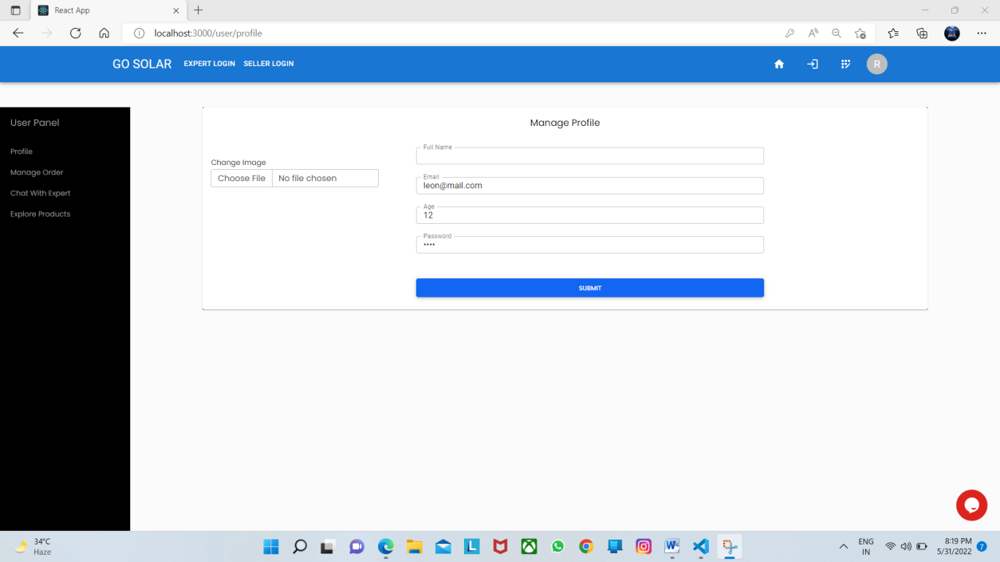 React App
localhost:3000/user/profile
GO SOLAR EXPERT LOGIN SELLER LOGIN
R
User Panel
Profile
Manage Order
Chat With Expert
Explore Products
Manage Profile
Change Image
Choose File No file chosen
Full Name
Email
leon@mail.com
Age
12
Password
••••
SUBMIT
34°C
Haze
ENG
IN
8:19 PM
5/31/2022
7